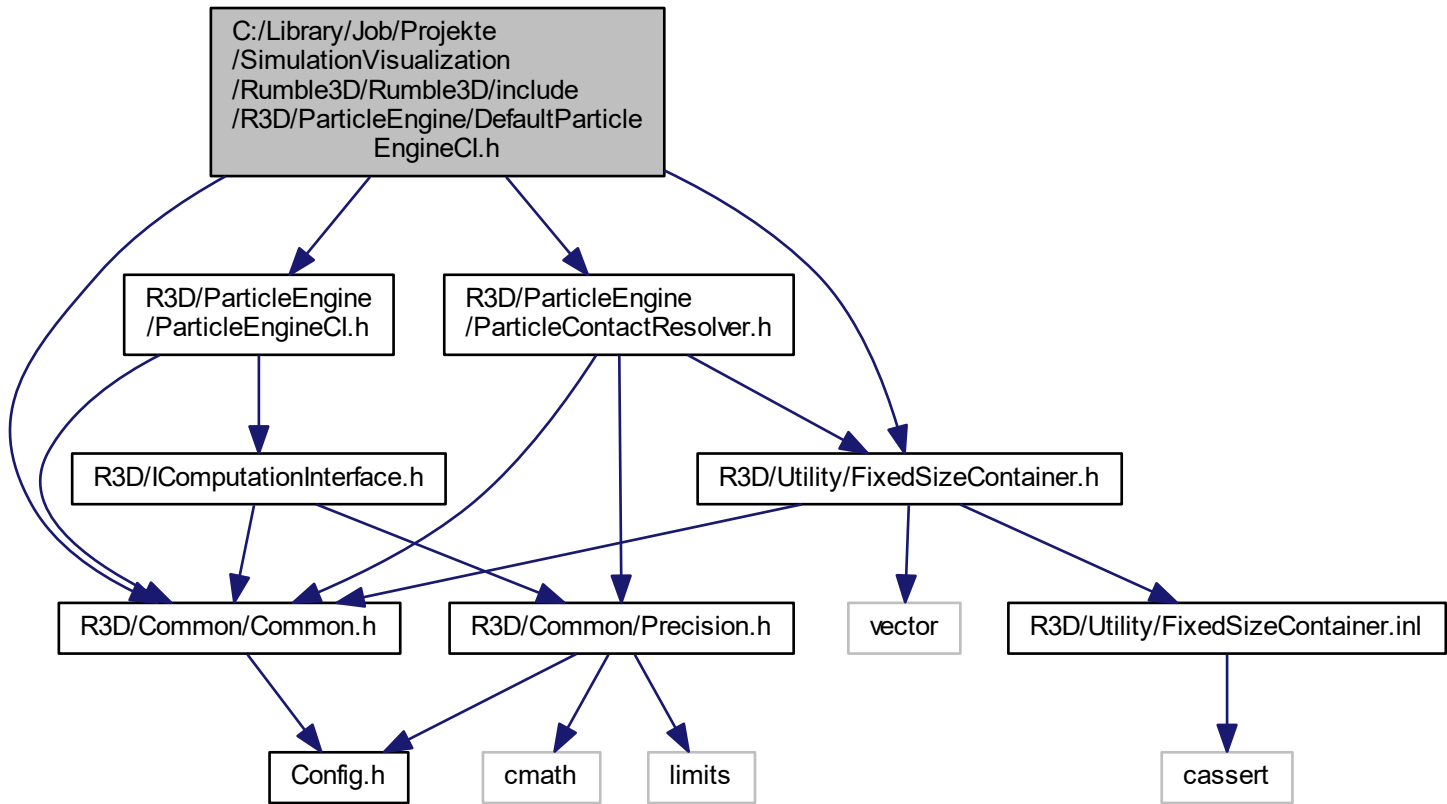 C:/Library/Job/Projekte
/SimulationVisualization
/Rumble3D/Rumble3D/include
/R3D/ParticleEngine/DefaultParticle
EngineCI.h
R3D/ParticleEngine
/ParticleEngineCI.h
R3D/ParticleEngine
/ParticleContactResolver.h
R3D/IComputationInterface.h
R3D/Utility/FixedSizeContainer.h
R3D/Common/Common.h
R3D/Common/Precision.h
vector
R3D/Utility/FixedSizeContainer.inl
Config.h
cmath
limits
cassert